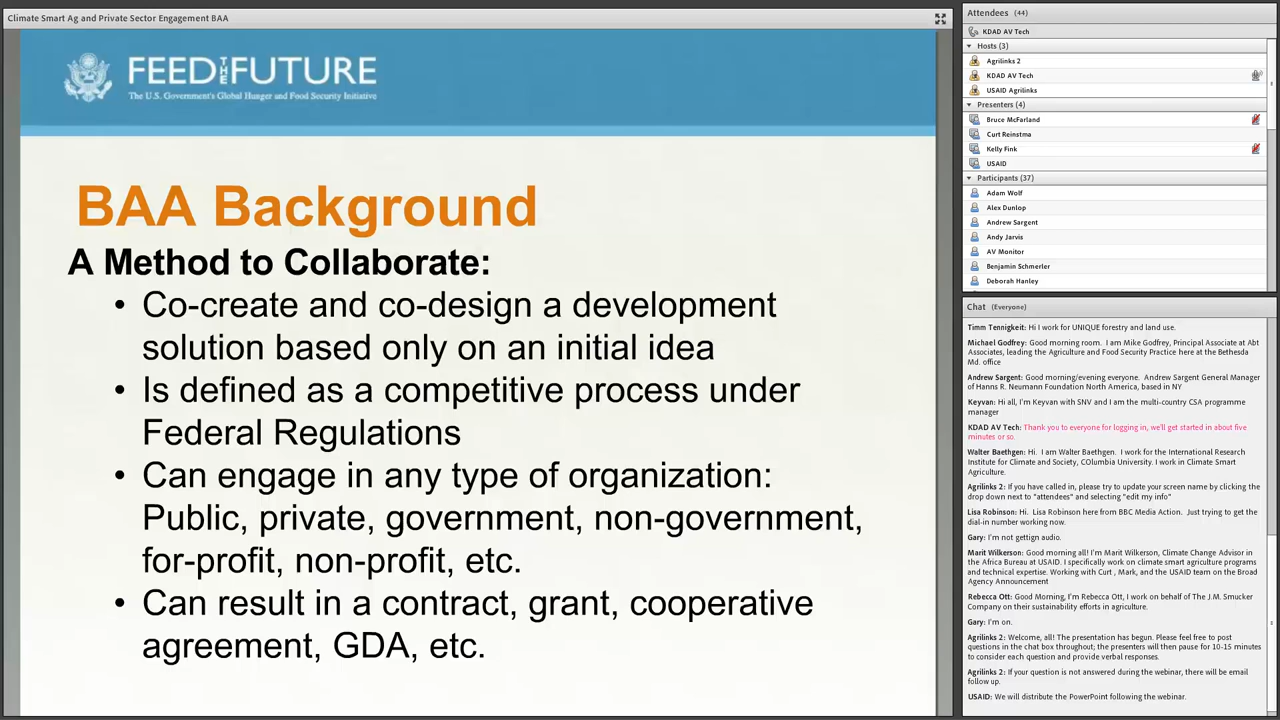 Climate Smart Ag and Private Sector Engagement BAA
FEED THE FUTURE
The U.S. Government's Global Hunger and Food Security Initiative
BAA Background
A Method to Collaborate:
• Co-create and co-design a development
solution based only on an initial idea
• Is defined as a competitive process under
Federal Regulations
• Can engage in any type of organization:
Public, private, government, non-government,
for-profit, non-profit, etc.
• Can result in a contract, grant, cooperative
agreement, GDA, etc.
Attendees (44)
KDAD AV Tech
Hosts (3)
Agrilinks 2
KDAD AV Tech
USAID Agrilinks
Presenters (4)
Bruce McFarland
Curt Reinstma
Kelly Fink
USAID
Participants (37)
Adam Wolf
Alex Dunlop
Andrew Sargent
Andy Jarvis
AV Monitor
Benjamin Schmerler
Deborah Hanley
Chat (Everyone)
Timm Tennigkeit: Hi I work for UNIQUE forestry and land use.
Michael Godfrey: Good morning room. I am Mike Godfrey, Principal Associate at Abt
Associates, leading the Agriculture and Food Security Practice here at the Bethesda
Md. office
Andrew Sargent: Good morning/evening everyone. Andrew Sargent General Manager
of Hanns R. Neumann Foundation North America, based in NY
Keyvan: Hi all, I'm Keyvan with SNV and I am the multi-country CSA programme
manager
KDAD AV Tech: Thank you to everyone for logging in, we'll get started in about five
minutes or so.
Walter Baethgen: Hi. I am Walter Baethgen. I work for the International Research
Institute for Climate and Society, COlumbia University. I work in Climate Smart
Agriculture.
Agrilinks 2: If you have called in, please try to update your screen name by clicking the
drop down next to "attendees" and selecting "edit my info"
Lisa Robinson: Hi. Lisa Robinson here from BBC Media Action. Just trying to get the
dial-in number working now.
Gary: I'm not gettign audio.
Marit Wilkerson: Good morning all! I'm Marit Wilkerson, Climate Change Advisor in
the Africa Bureau at USAID. I specifically work on climate smart agriculture programs
and technical expertise. Working with Curt , Mark, and the USAID team on the Broad
Agency Announcement
Rebecca Ott: Good Morning, I'm Rebecca Ott, I work on behalf of The J.M. Smucker
Company on their sustainability efforts in agriculture.
Gary: I'm on.
Agrilinks 2: Welcome, all! The presentation has begun. Please feel free to post
questions in the chat box throughout; the presenters will then pause for 10-15 minutes
to consider each question and provide verbal responses.
Agrilinks 2: If your question is not answered during the webinar, there will be email
follow up.
USAID: We will distribute the PowerPoint following the webinar.